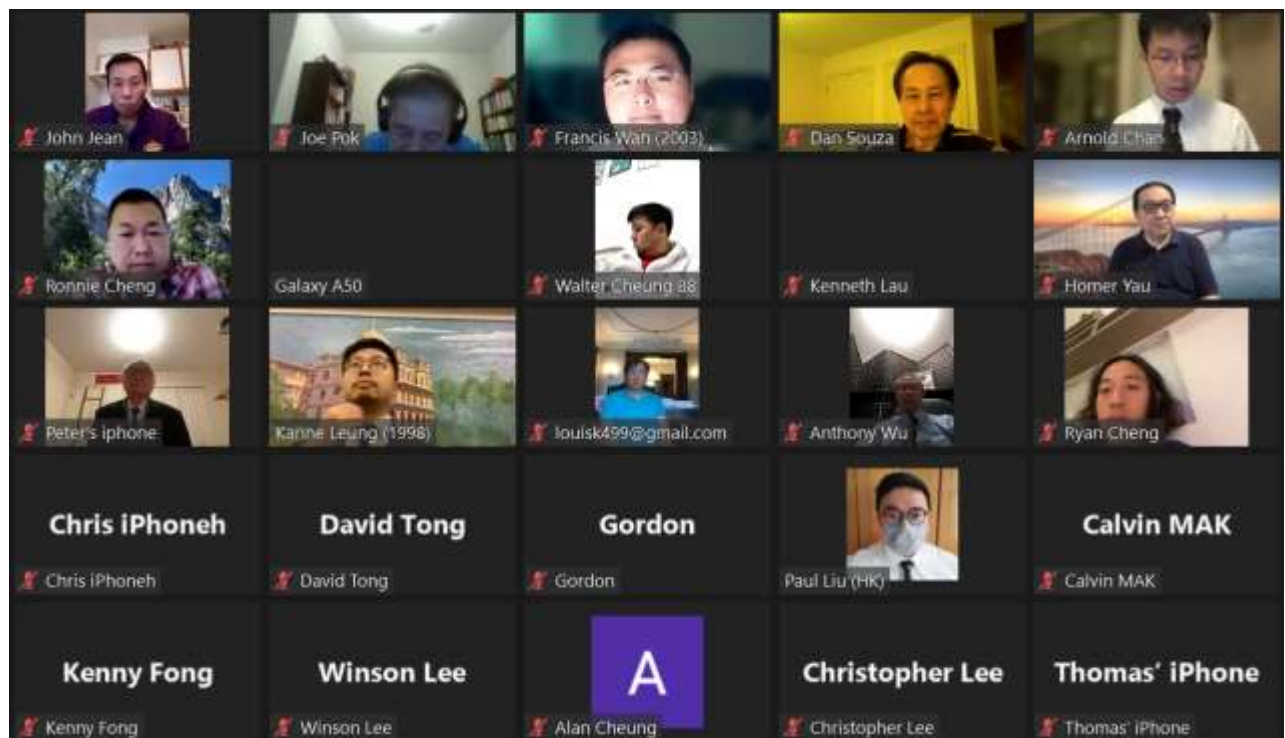 John Jean
Joe Pok
Francis Wan (2003)
Dan Souza
Arnold Chan
Ronnie Cheng
Galaxy A50
Walter Cheung 88
Kenneth Lau
Homer Yau
Peter's iphone
Kanne Leung (1998)
louisk499@gmail.com
Anthony Wu
Ryan Cheng
Chris iPhoneh
David Tong
Gordon
Calvin MAK
Chris iPhoneh
David Tong
Gordon
Paul Liu (HK)
Calvin MAK
Kenny Fong
Winson Lee
A
Christopher Lee
Thomas' iPhone
Kenny Fong
Winson Lee
Alan Cheung
Christopher Lee
Thomas' iPhone